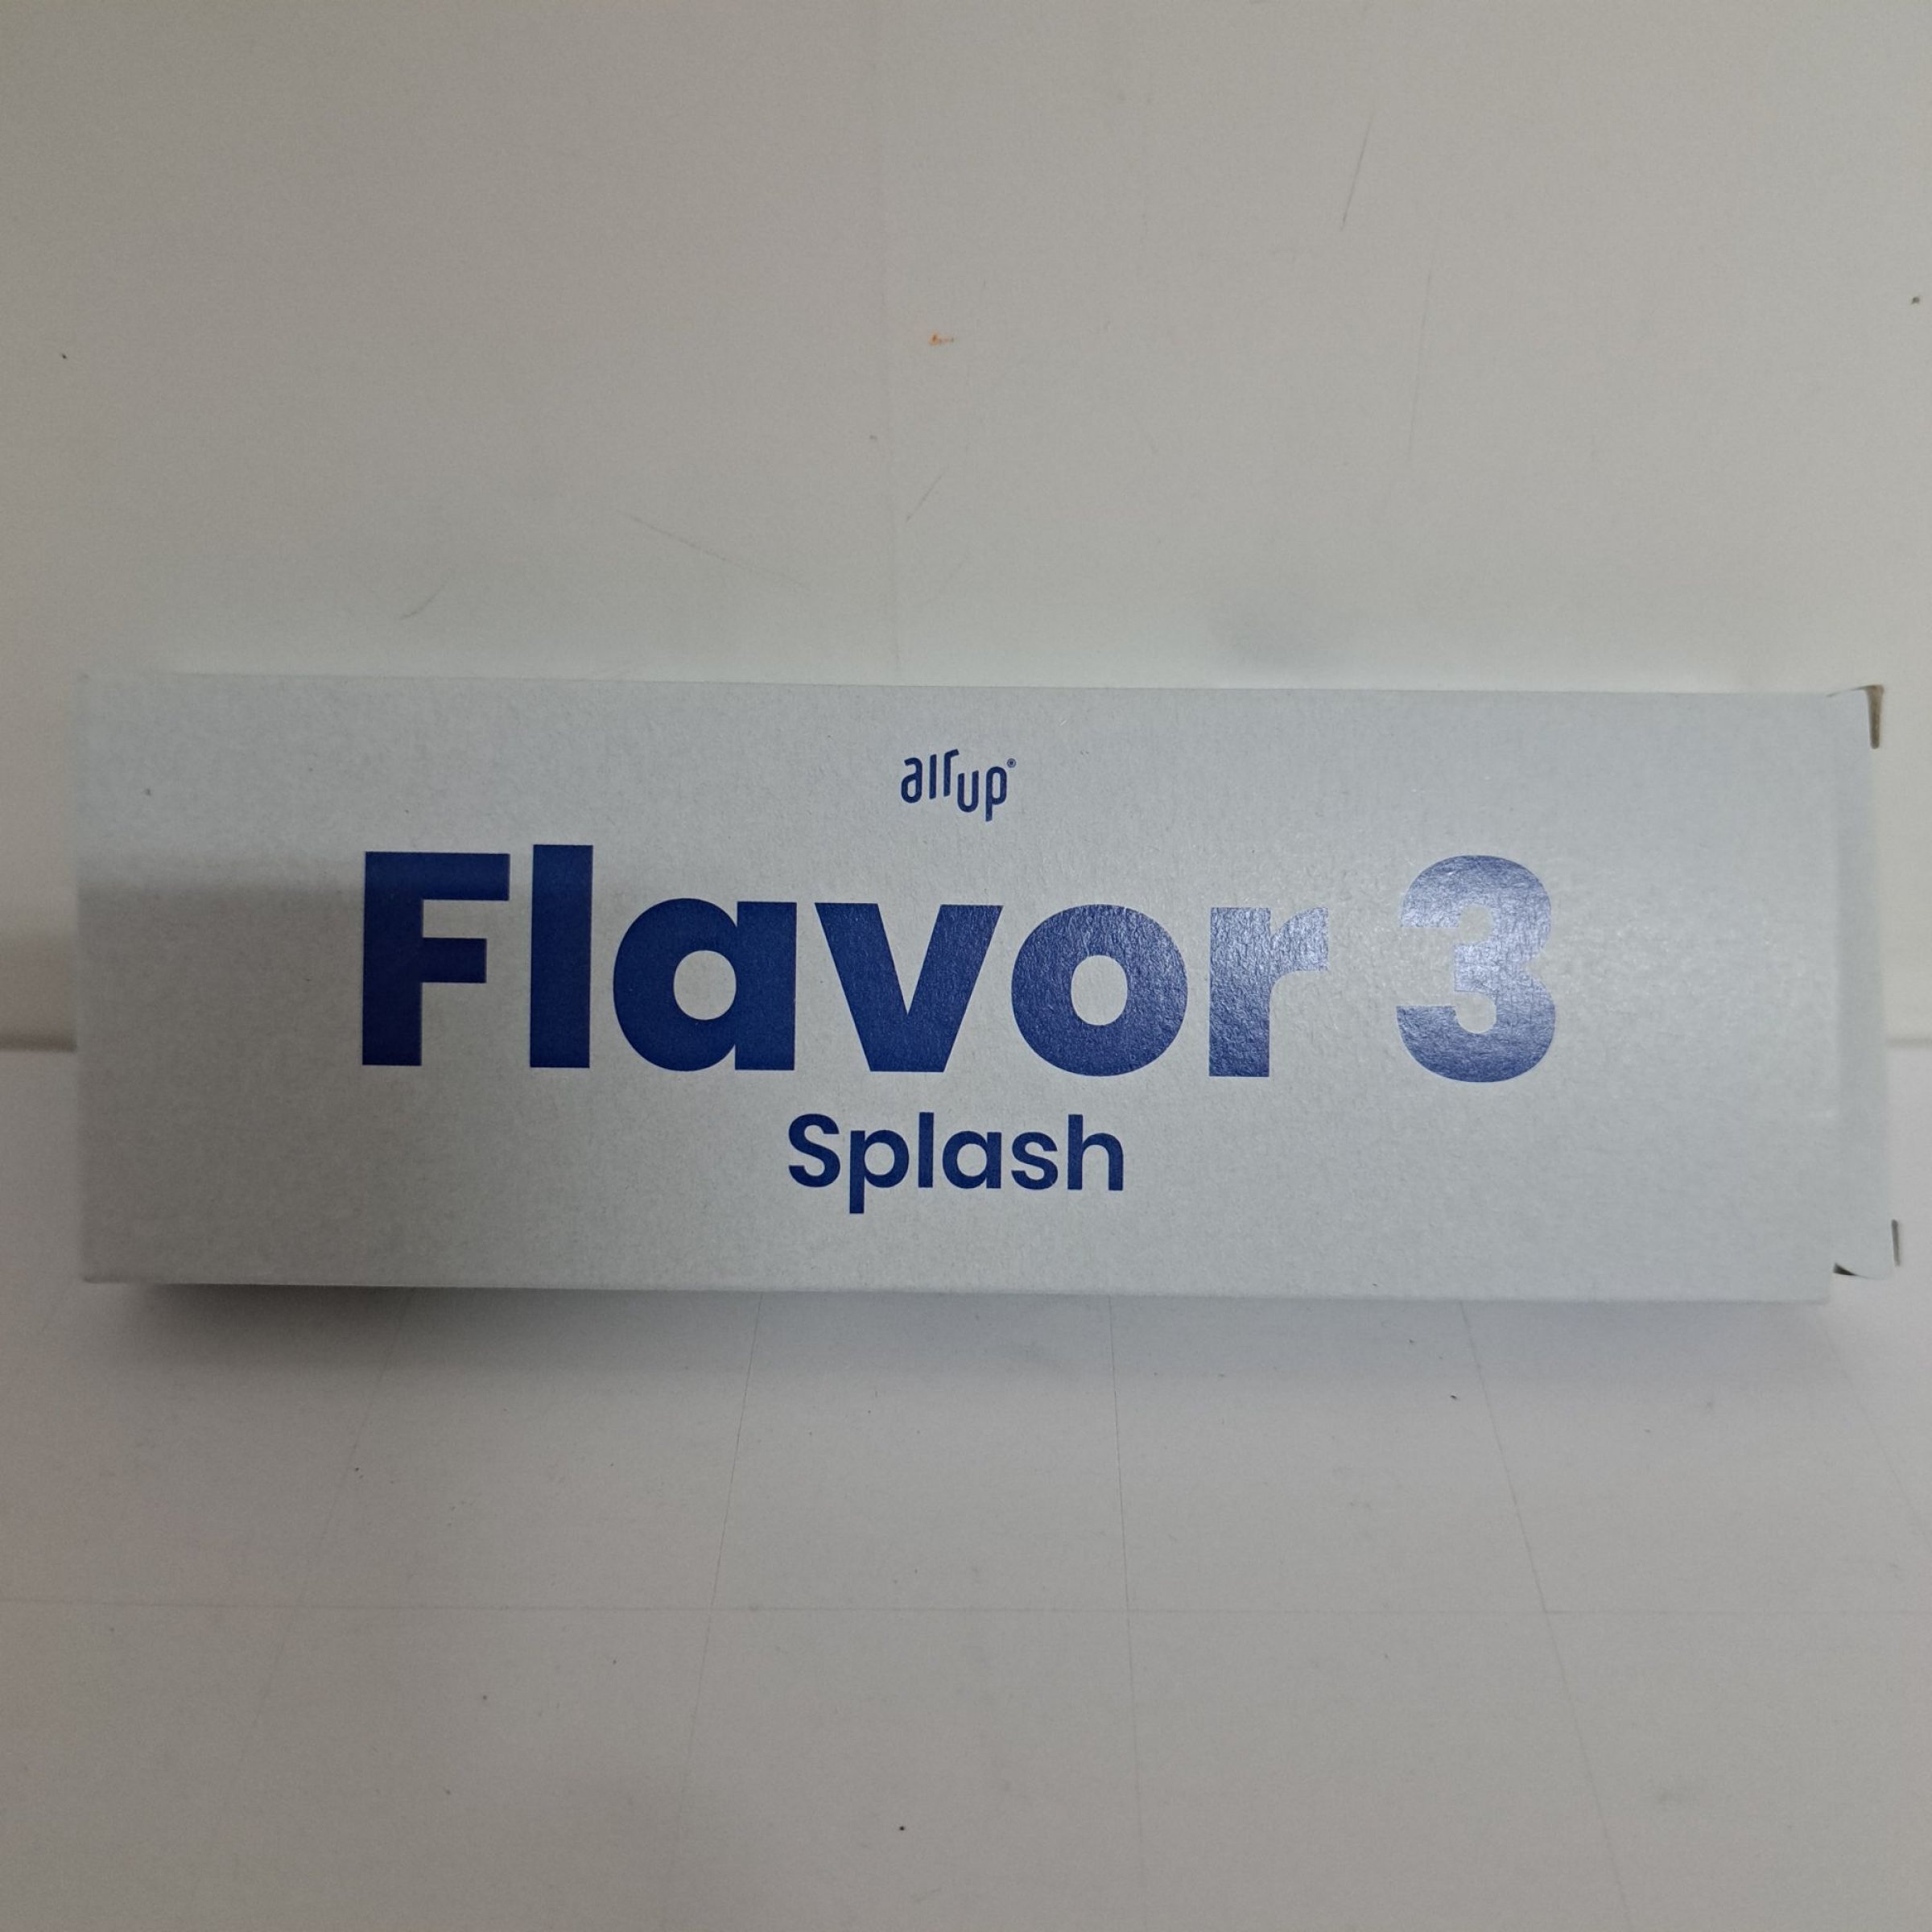 air up®
Flavor 3
Splash